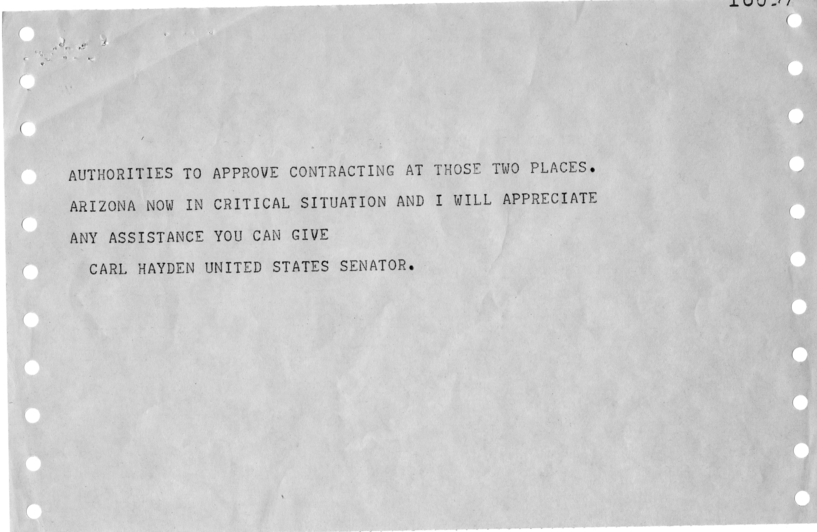 AUTHORITIES TO APPROVE CONTRACTING AT THOSE TWO PLACES.
ARIZONA NOW IN CRITICAL SITUATION AND I WILL APPRECIATE
ANY ASSISTANCE YOU CAN GIVE
CARL HAYDEN UNITED STATES SENATOR.